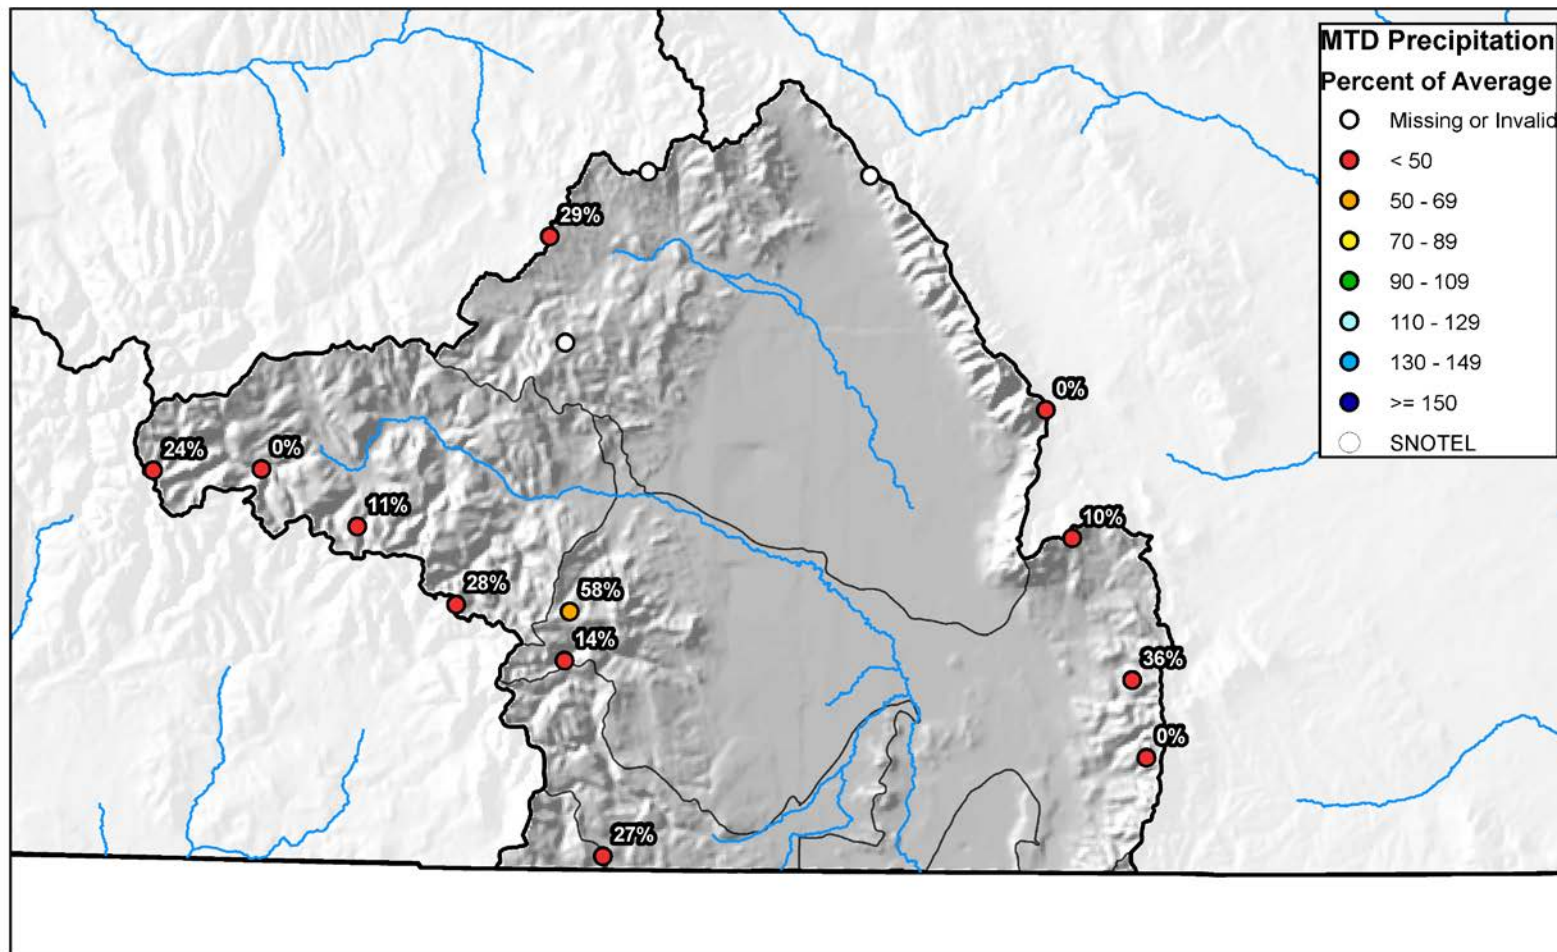 MTD Precipitation
Percent of Average
Missing or Invalid
< 50
50 - 69
70 - 89
90 - 109
110 - 129
130 - 149
>= 150
SNOTEL
29%
0%
24%
0%
11%
10%
28%
58%
14%
36%
0%
27%